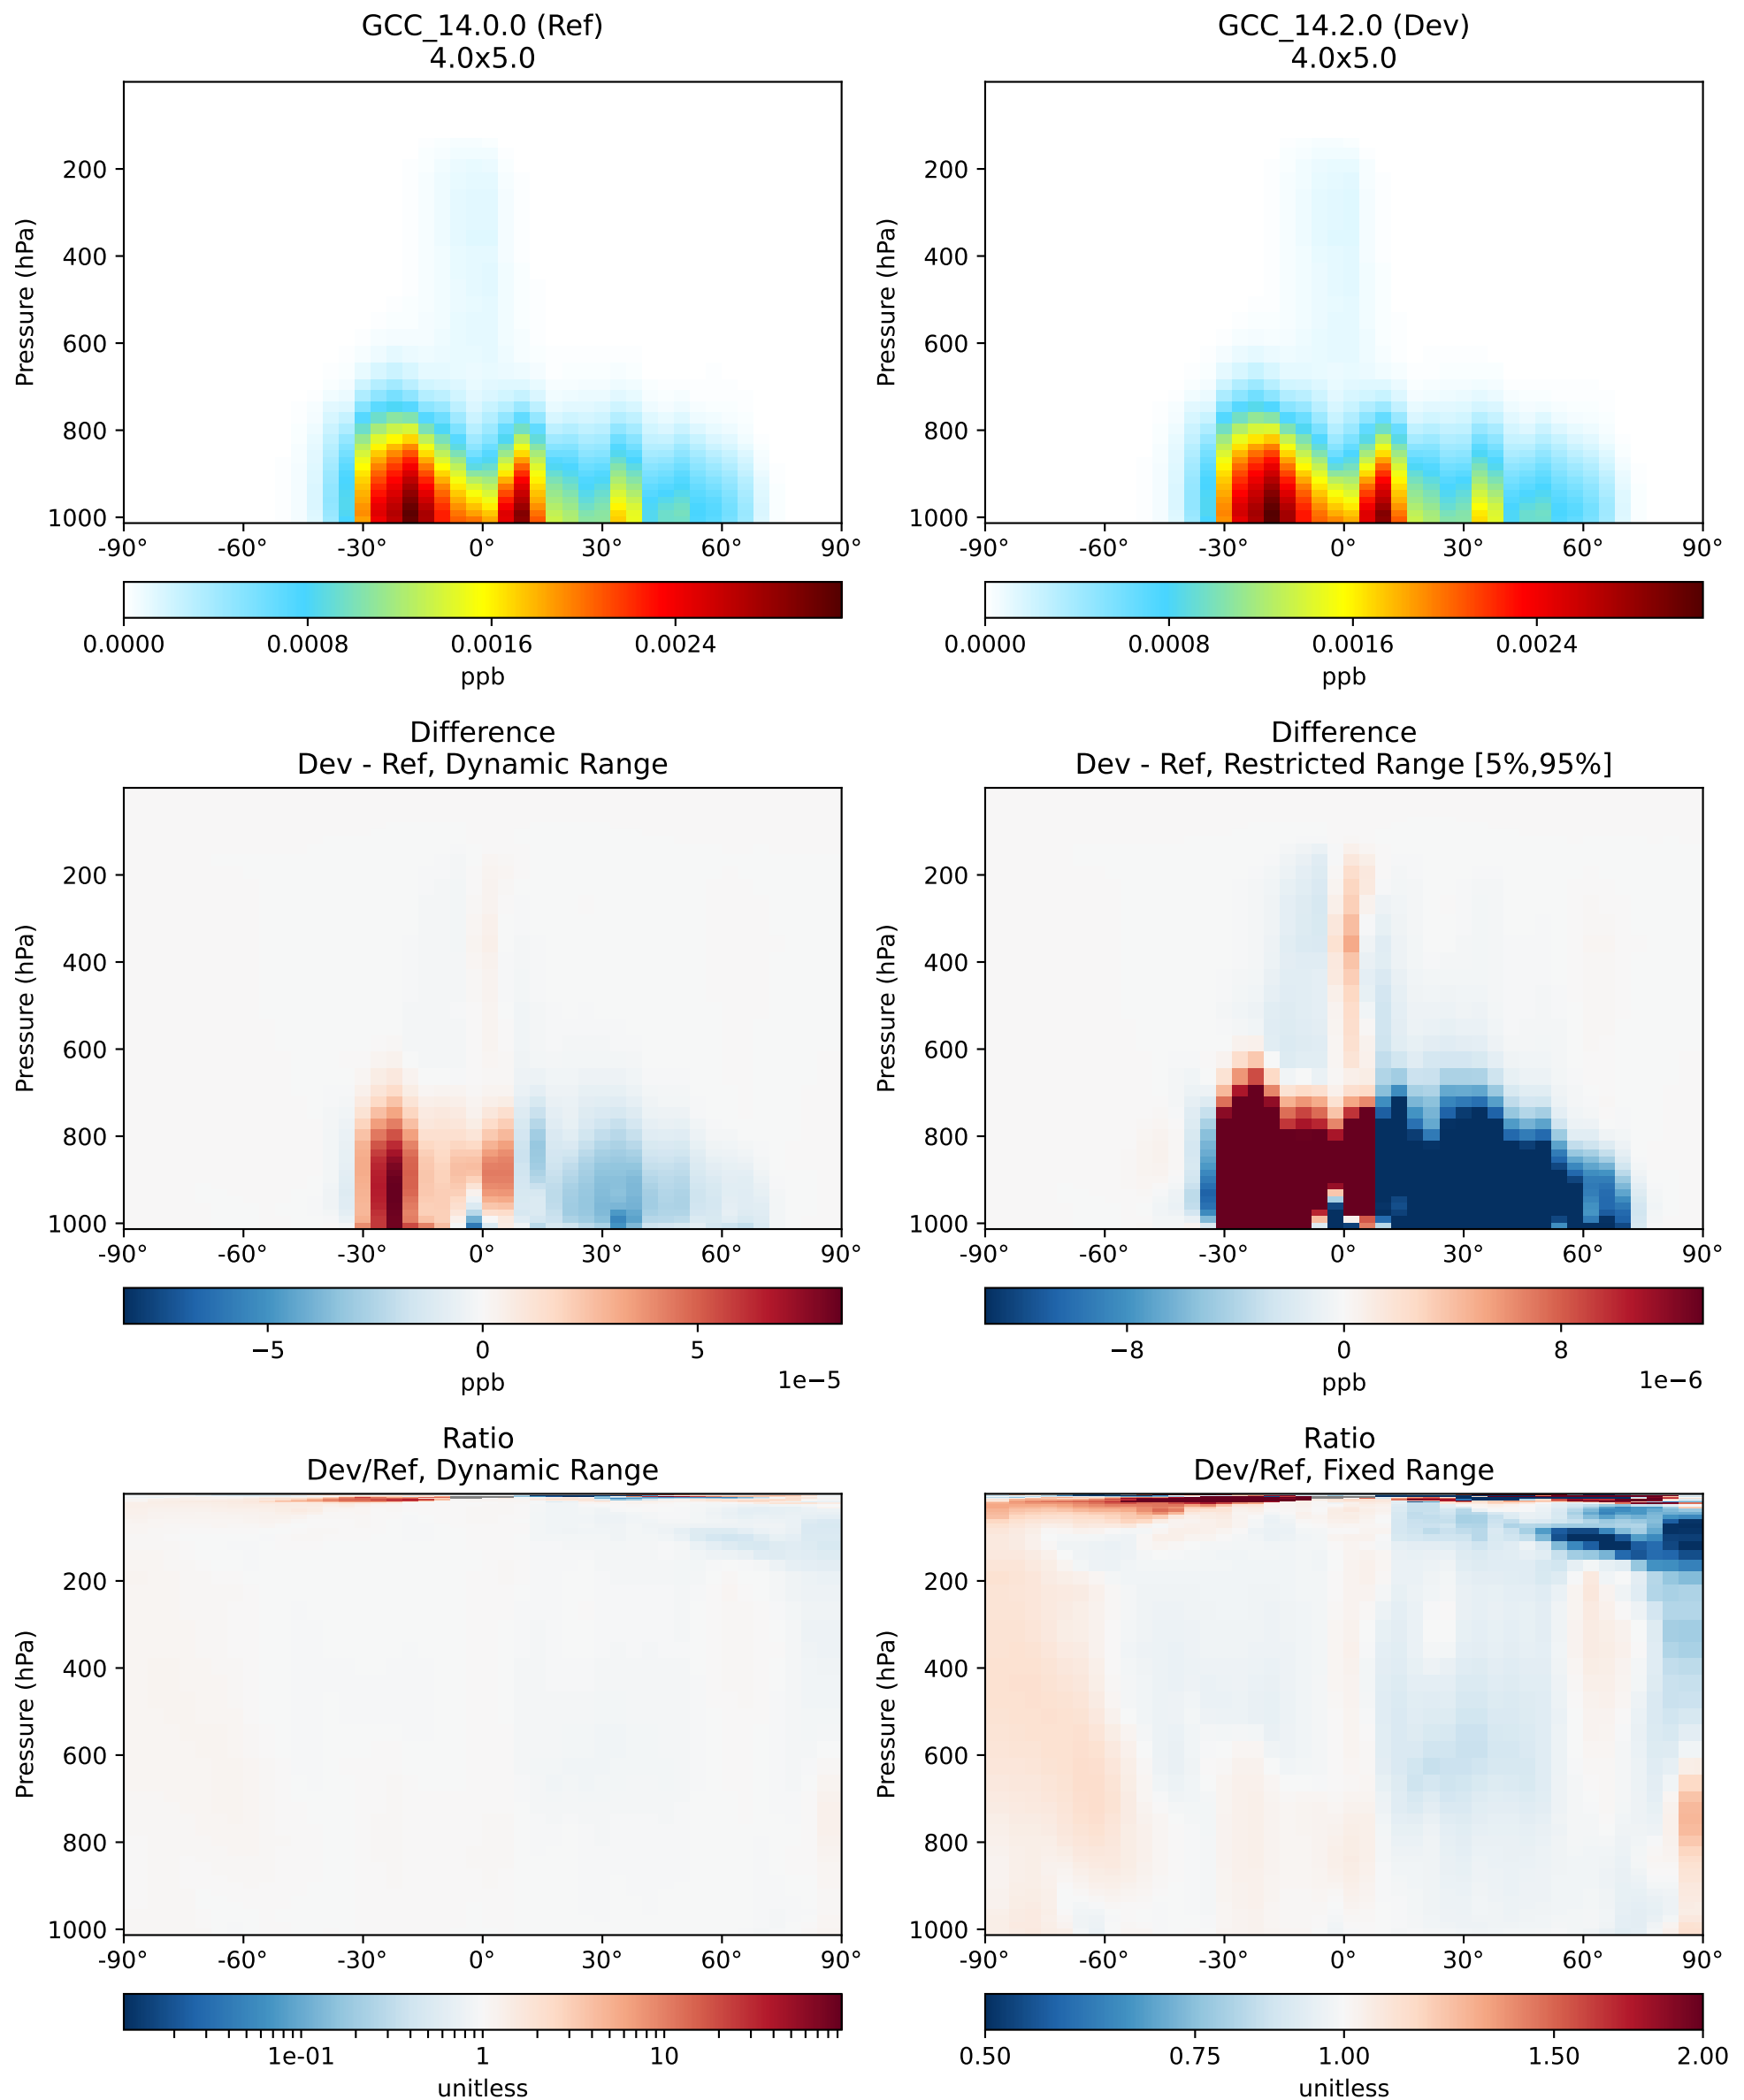 GCC_14.0.0 (Ref)
4.0x5.0
Pressure (hPa)
200
400
600
800
1000
-90° -60° -30° 0° 30° 60° 90°
0.0000 0.0008 0.0016 0.0024
ppb
GCC_14.2.0 (Dev)
4.0x5.0
Pressure (hPa)
200
400
600
800
1000
-90° -60° -30° 0° 30° 60° 90°
0.0000 0.0008 0.0016 0.0024
ppb
Difference
Dev - Ref, Dynamic Range
Pressure (hPa)
200
400
600
800
1000
-90° -60° -30° 0° 30° 60° 90°
−5 0 5
ppb
1e−5
Difference
Dev - Ref, Restricted Range [5%,95%]
Pressure (hPa)
200
400
600
800
1000
-90° -60° -30° 0° 30° 60° 90°
−8 0 8
ppb
1e−6
Ratio
Dev/Ref, Dynamic Range
Pressure (hPa)
200
400
600
800
1000
-90° -60° -30° 0° 30° 60° 90°
1e-01 1 10
unitless
Ratio
Dev/Ref, Fixed Range
Pressure (hPa)
200
400
600
800
1000
-90° -60° -30° 0° 30° 60° 90°
0.50 0.75 1.00 1.50 2.00
unitless